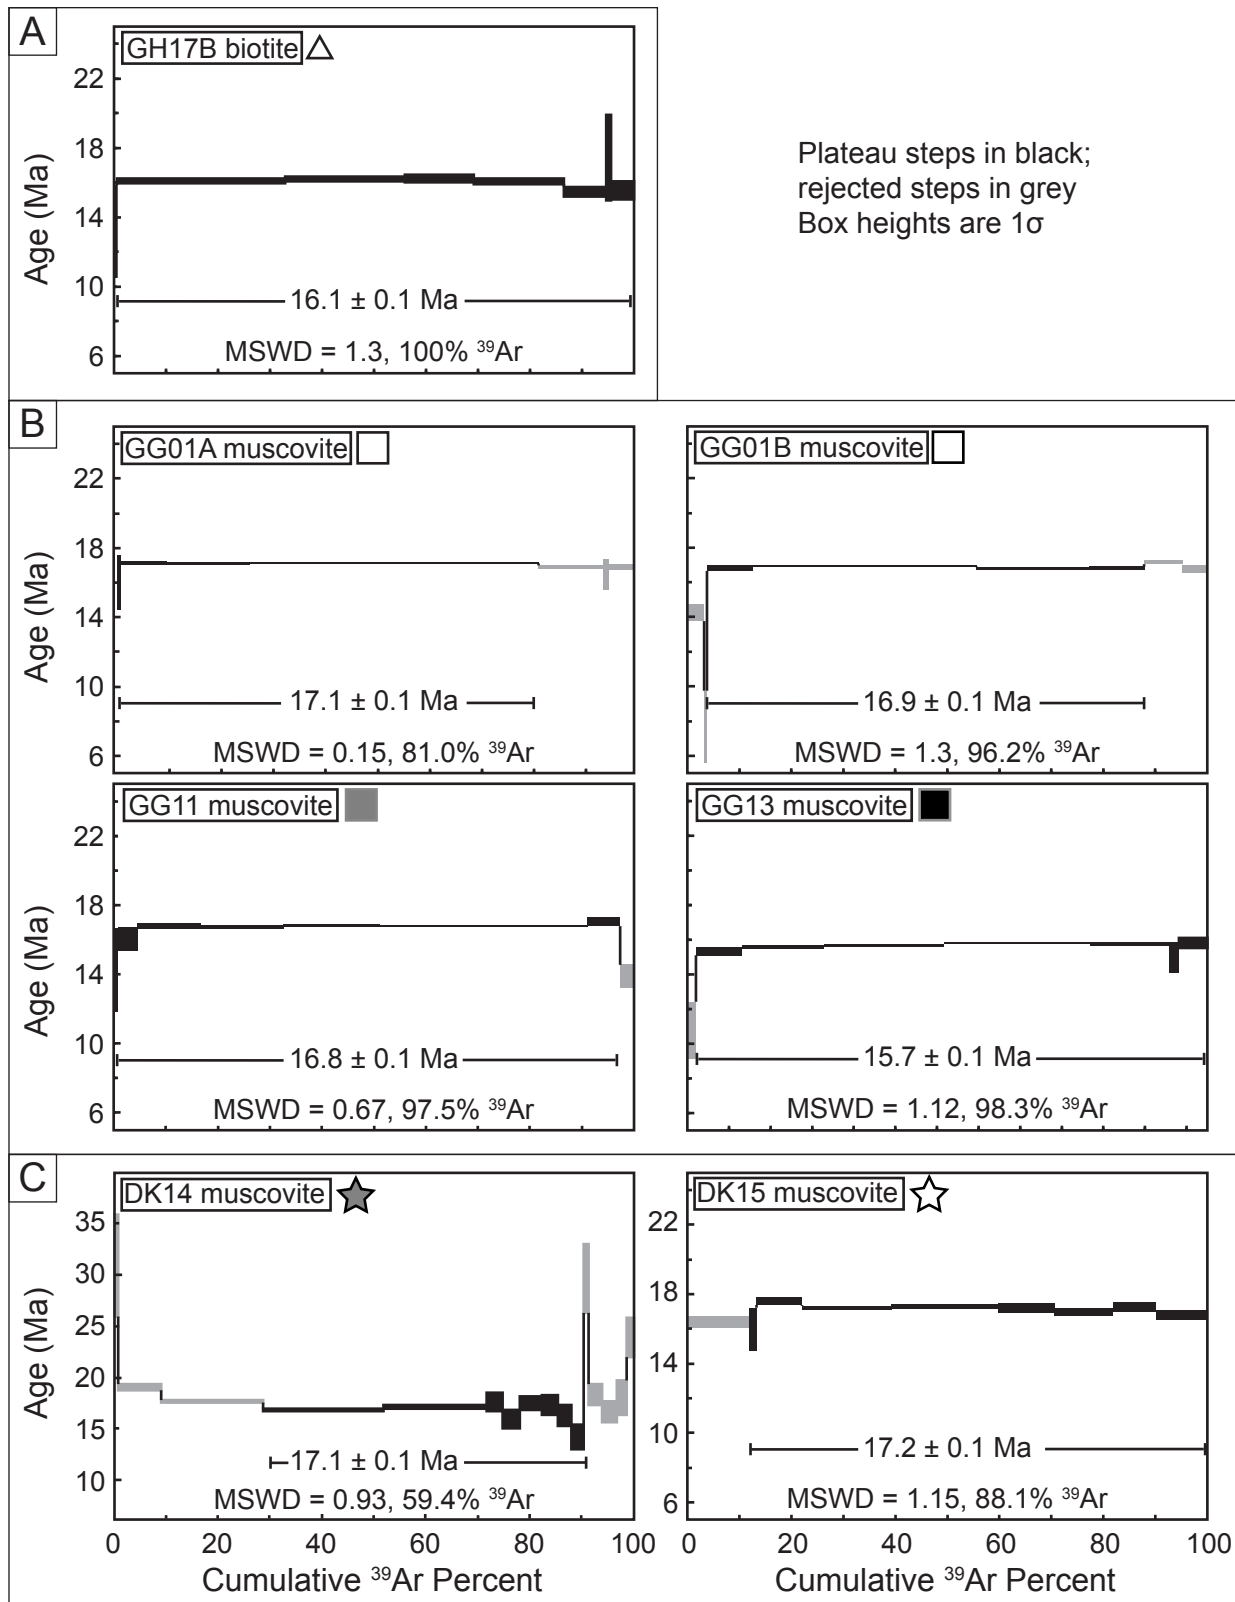 A
GH17B biotite
22
18
14
10
6
Age (Ma)
16.1 ± 0.1 Ma
MSWD = 1.3, 100% ³⁹Ar
Plateau steps in black;
rejected steps in grey
Box heights are 1σ
B
GG01A muscovite
22
18
14
10
6
Age (Ma)
17.1 ± 0.1 Ma
MSWD = 0.15, 81.0% ³⁹Ar
GG01B muscovite
16.9 ± 0.1 Ma
MSWD = 1.3, 96.2% ³⁹Ar
GG11 muscovite
22
18
14
10
6
Age (Ma)
16.8 ± 0.1 Ma
MSWD = 0.67, 97.5% ³⁹Ar
GG13 muscovite
15.7 ± 0.1 Ma
MSWD = 1.12, 98.3% ³⁹Ar
C
DK14 muscovite
35
30
25
20
15
10
Age (Ma)
17.1 ± 0.1 Ma
MSWD = 0.93, 59.4% ³⁹Ar
0 20 40 60 80 100
Cumulative ³⁹Ar Percent
DK15 muscovite
22
18
14
10
6
17.2 ± 0.1 Ma
MSWD = 1.15, 88.1% ³⁹Ar
0 20 40 60 80 100
Cumulative ³⁹Ar Percent